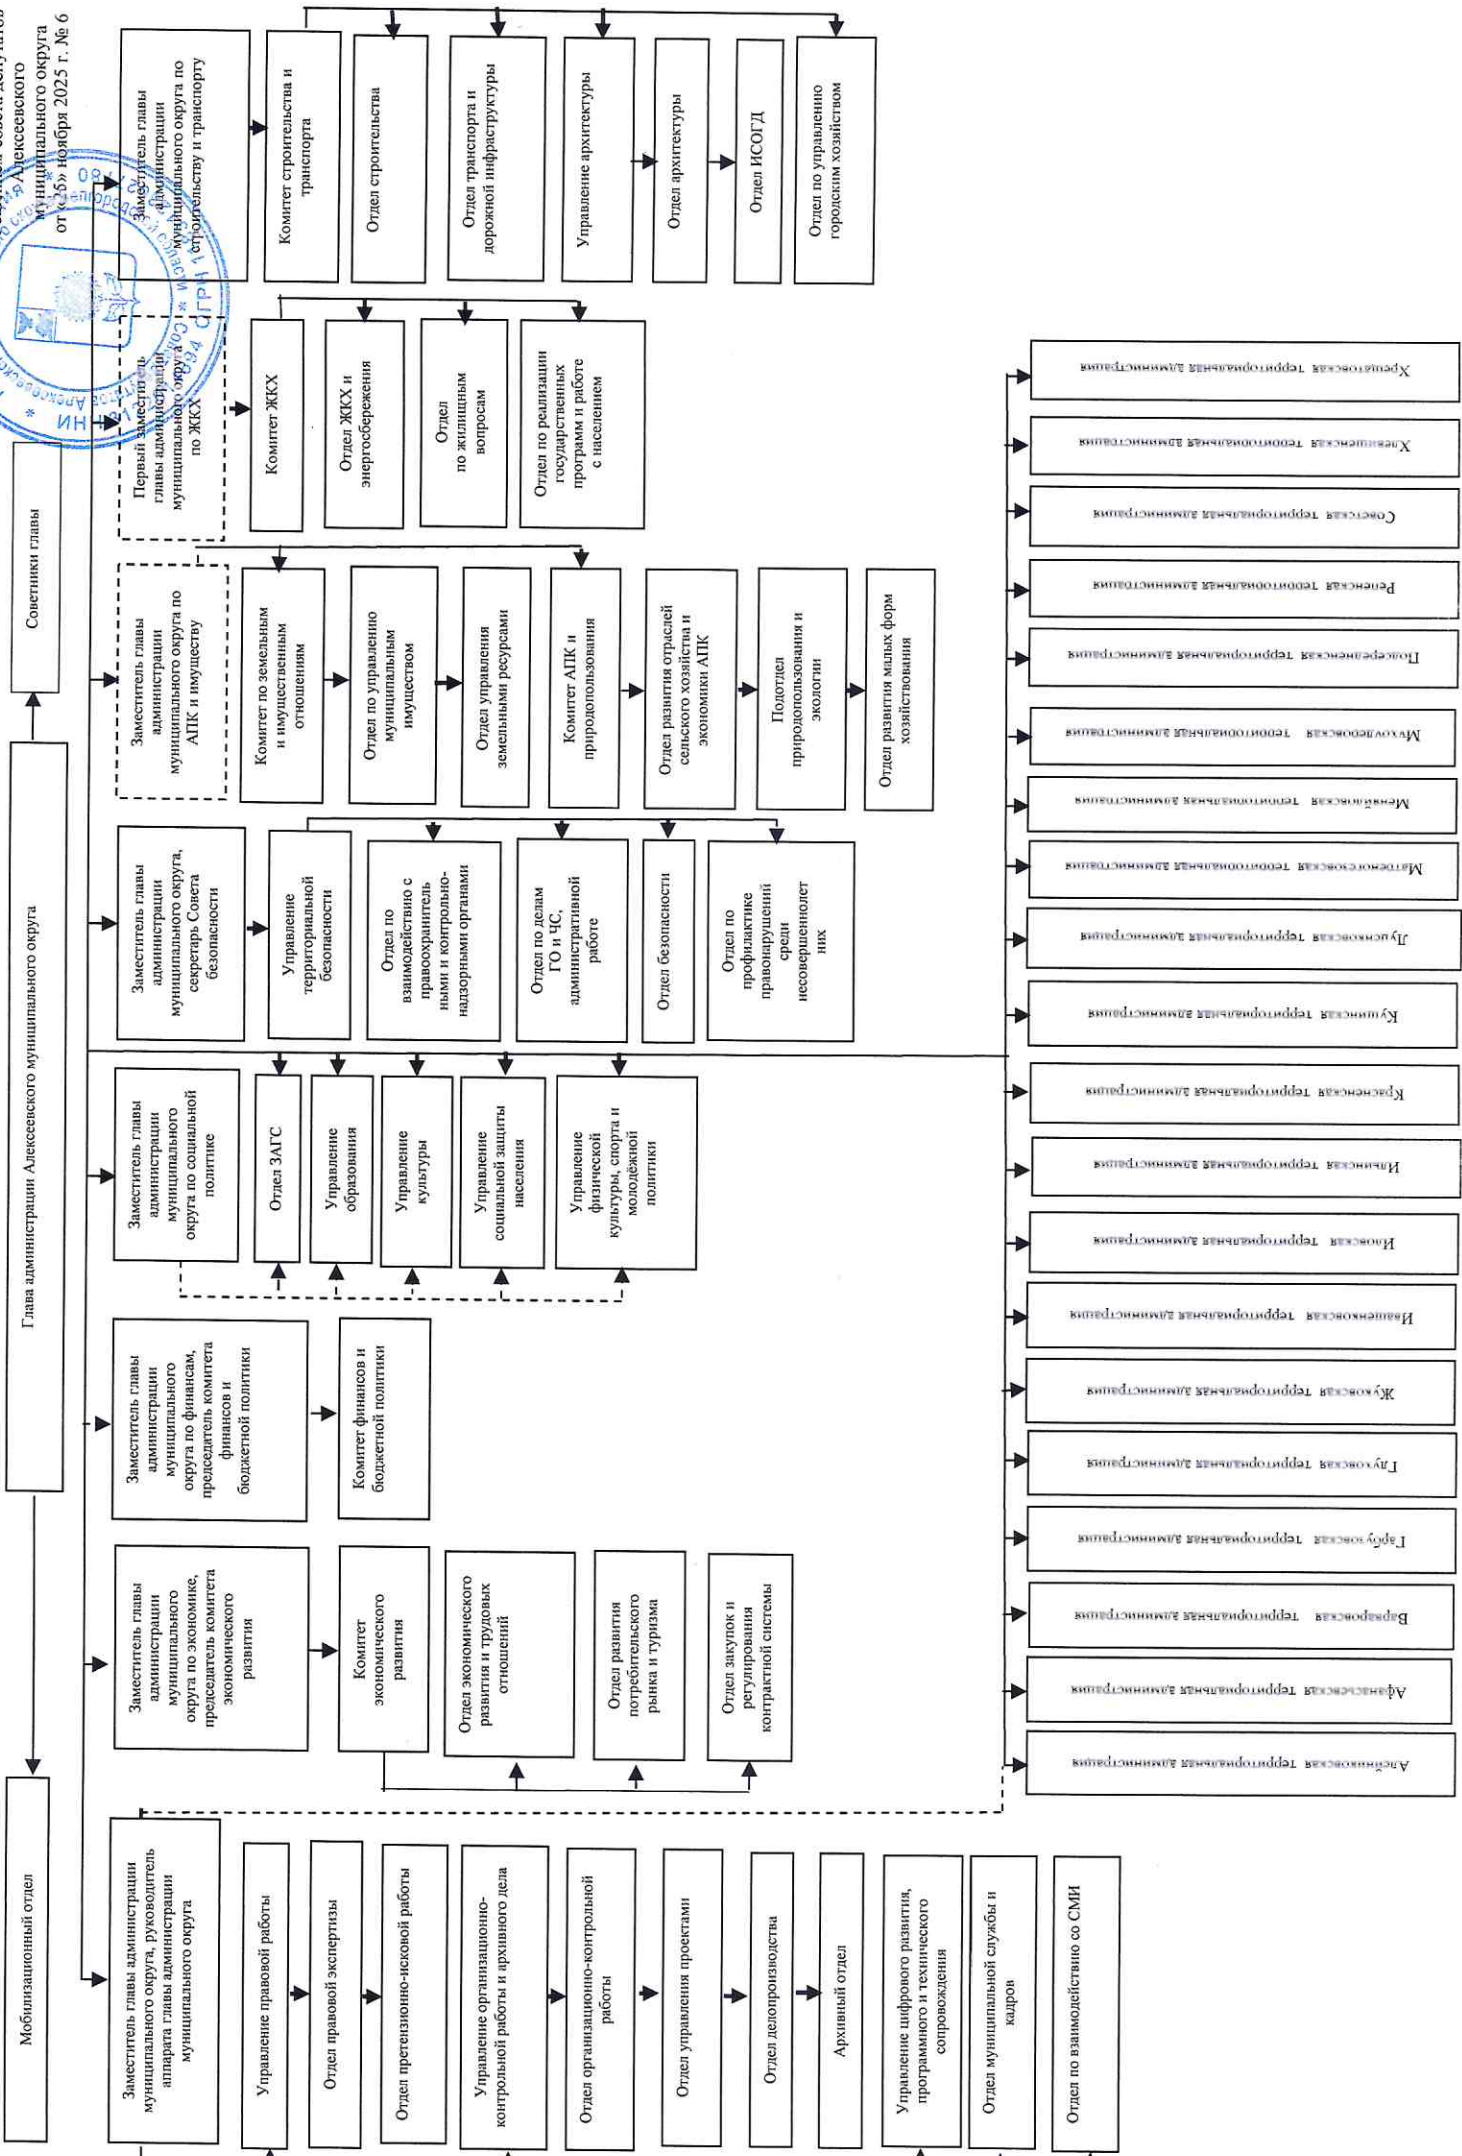 Алексеевского
муниципального округа
от «25» ноября 2025 г. № 6
Мобилизационный отдел
Глава администрации Алексеевского муниципального округа
Советники главы
Заместитель главы администрации
муниципального округа, руководитель
аппарата главы администрации
муниципального округа
Управление правовой работы
Отдел правовой экспертизы
Отдел претензионно-исковой работы
Управление организационно-
контрольной работы и архивного дела
Отдел организационно-контрольной
работы
Отдел управления проектами
Отдел делопроизводства
Архивный отдел
Управление цифрового развития,
программного и технического
сопровождения
Отдел муниципальной службы и
кадров
Отдел по взаимодействию со СМИ
Заместитель главы
администрации
муниципального
округа по экономике,
председатель комитета
экономического
развития
Комитет
экономического
развития
Отдел экономического
развития и трудовых
отношений
Отдел развития
потребительского
рынка и туризма
Отдел закупок и
регулирования
контрактной системы
Заместитель главы
администрации
муниципального
округа по финансам,
председатель комитета
финансов и
бюджетной политики
Комитет финансов и
бюджетной политики
Заместитель главы
администрации
муниципального
округа по социальной
политике
Отдел ЗАГС
Управление
образования
Управление
культуры
Управление
социальной защиты
населения
Управление
физической
культуры, спорта и
молодёжной
политики
Заместитель главы
администрации
муниципального округа,
секретарь Совета
безопасности
Управление
территориальной
безопасности
Отдел по
взаимодействию с
правоохранитель
ными и контрольно-
надзорными органами
Отдел по делам
ГО и ЧС,
административной
работе
Отдел безопасности
Отдел по
профилактике
правонарушений
среди
несовершеннолет
них
Заместитель главы
администрации
муниципального округа по
АПК и имуществу
Комитет по земельным
и имущественным
отношениям
Отдел по управлению
муниципальным
имуществом
Отдел управления
земельными ресурсами
Комитет АПК и
природопользования
Отдел развития отраслей
сельского хозяйства и
экономики АПК
Подотдел
природопользования и
экологии
Отдел развития малых форм
хозяйствования
Первый заместитель
главы администрации
муниципального округа
по ЖКХ
Комитет ЖКХ
Отдел ЖКХ и
энергосбережения
Отдел
по жилищным
вопросам
Отдел по реализации
государственных
программ и работе
с населением
Заместитель главы
администрации
муниципального округа по
строительству и транспорту
Комитет строительства и
транспорта
Отдел строительства
Отдел транспорта и
дорожной инфраструктуры
Управление архитектуры
Отдел архитектуры
Отдел ИСОГД
Отдел по управлению
городским хозяйством
Алейниковская территориальная администрация
Афанасьевская территориальная администрация
Варваровская территориальная администрация
Гарбузовская территориальная администрация
Глуховская территориальная администрация
Жуковская территориальная администрация
Иващенковская территориальная администрация
Иловская территориальная администрация
Ильинская территориальная администрация
Красненская территориальная администрация
Кущинская территориальная администрация
Луценковская территориальная администрация
Матреногезовская территориальная администрация
Меняйловская территориальная администрация
Мухоудеровская территориальная администрация
Подсередненская территориальная администрация
Репенская территориальная администрация
Советская территориальная администрация
Хлевищенская территориальная администрация
Хрещатовская территориальная администрация